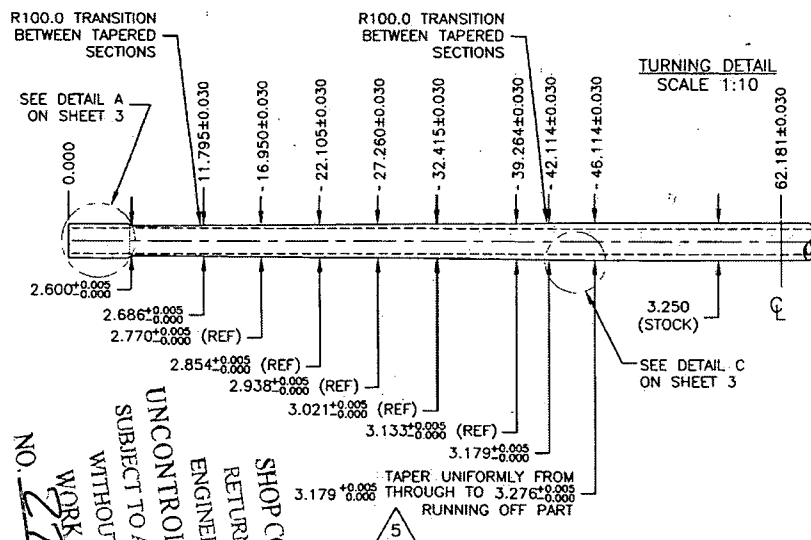 R100.0 TRANSITION
BETWEEN TAPERED
SECTIONS
R100.0 TRANSITION
BETWEEN TAPERED
SECTIONS
TURNING DETAIL
SCALE 1:10
SEE DETAIL A
ON SHEET 3
0.000
11.795±0.030
16.950±0.030
22.105±0.030
27.260±0.030
32.415±0.030
39.264±0.030
42.114±0.030
46.114±0.030
62.181±0.030
2.600+0.005-0.000
2.686+0.005-0.000
2.770+0.005-0.000 (REF)
2.854+0.005-0.000 (REF)
2.938+0.005-0.000 (REF)
3.021+0.005-0.000 (REF)
3.133+0.005-0.000 (REF)
3.179+0.005-0.000
3.250
(STOCK)
℄
SEE DETAIL C
ON SHEET 3
TAPER UNIFORMLY FROM
3.179+0.005-0.000 THROUGH TO 3.276+0.005-0.000
RUNNING OFF PART
5
SHOP CO
RETUR
ENGINE
UNCONTROL
SUBJECT TO A
WITHOU
WORK
NO.